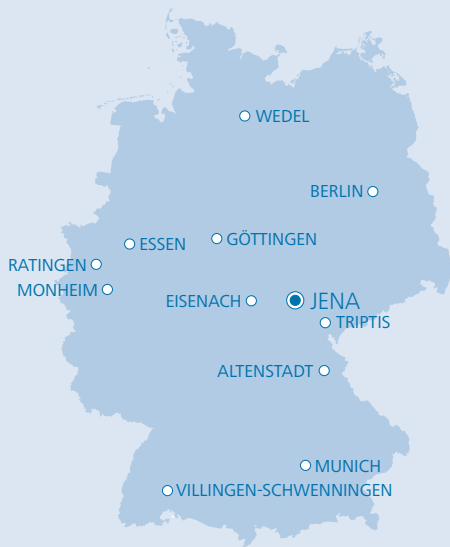 WEDEL
BERLIN
ESSEN
GÖTTINGEN
RATINGEN
MONHEIM
EISENACH
JENA
TRIPTIS
ALTENSTADT
MUNICH
VILLINGEN-SCHWENNINGEN